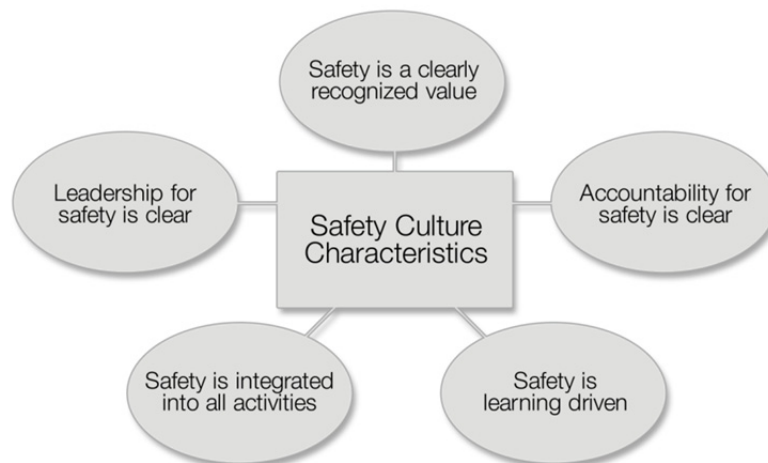 Safety is a clearly
recognized value
Leadership for
safety is clear
Safety Culture
Characteristics
Accountability for
safety is clear
Safety is integrated
into all activities
Safety is
learning driven